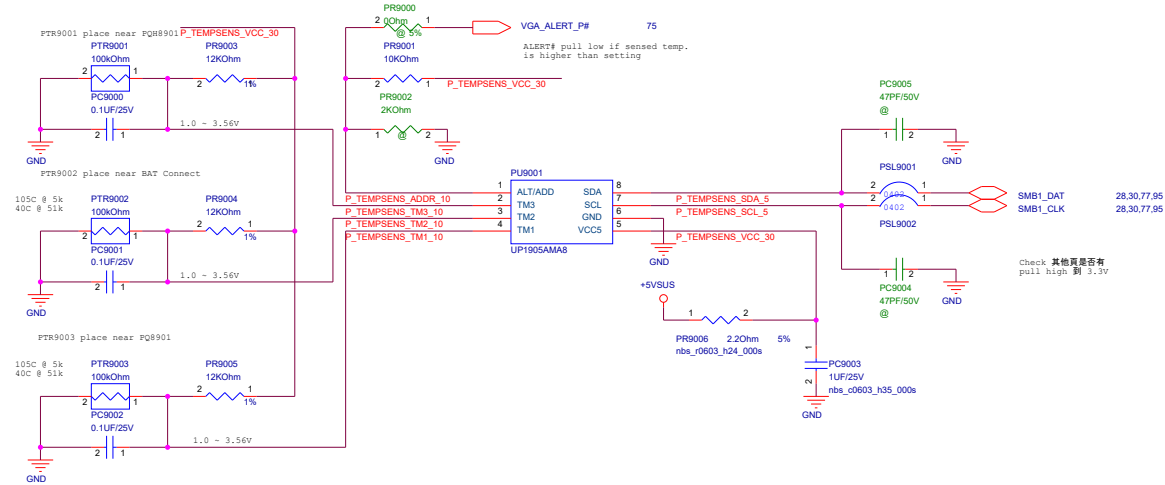 PTR9001 place near PQH8901
P_TEMPSENS_VCC_30
PTR9001
100kOhm
2
1
PR9003
12KOhm
2
1
1%
PC9000
0.1UF/25V
2
1
1.0 ~ 3.56V
GND
PTR9002 place near BAT Connect
105C @ 5k
40C @ 51k
PTR9002
100kOhm
2
1
PR9004
12KOhm
2
1
1%
PC9001
0.1UF/25V
2
1
1.0 ~ 3.56V
GND
PTR9003 place near PQ8901
105C @ 5k
40C @ 51k
PTR9003
100kOhm
2
1
PR9005
12KOhm
2
1
1%
PC9002
0.1UF/25V
2
1
1.0 ~ 3.56V
GND
PR9000
0Ohm
2
1
@ 5%
VGA_ALERT_P#
75
ALERT# pull low if sensed temp.
is higher than setting
PR9001
10KOhm
2
1
P_TEMPSENS_VCC_30
PR9002
2KOhm
1
2
@
GND
P_TEMPSENS_ADDR_10
P_TEMPSENS_TM3_10
P_TEMPSENS_TM2_10
P_TEMPSENS_TM1_10
PU9001
1
ALT/ADD
SDA
8
2
TM3
SCL
7
3
TM2
GND
6
4
TM1
VCC5
5
UP1905AMA8
P_TEMPSENS_SDA_5
P_TEMPSENS_SCL_5
P_TEMPSENS_VCC_30
GND
+5VSUS
1
2
PR9006
2.2Ohm
5%
nbs_r0603_h24_000s
1
2
PC9003
1UF/25V
nbs_c0603_h35_000s
GND
PC9005
47PF/50V
@
1
2
GND
PSL9001
2
1
0402
2
1
0402
PSL9002
SMB1_DAT
28,30,77,95
SMB1_CLK
28,30,77,95
1
2
PC9004
47PF/50V
@
GND
Check 其他頁是否有
pull high 到 3.3V